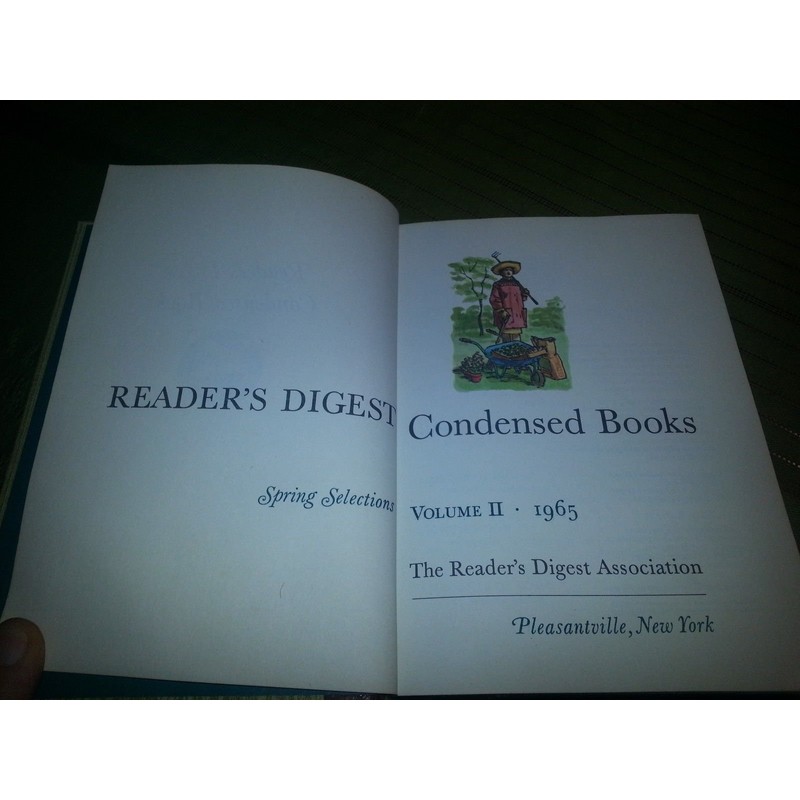 READER'S DIGEST Condensed Books
Spring Selections
VOLUME II · 1965
The Reader's Digest Association
Pleasantville, New York